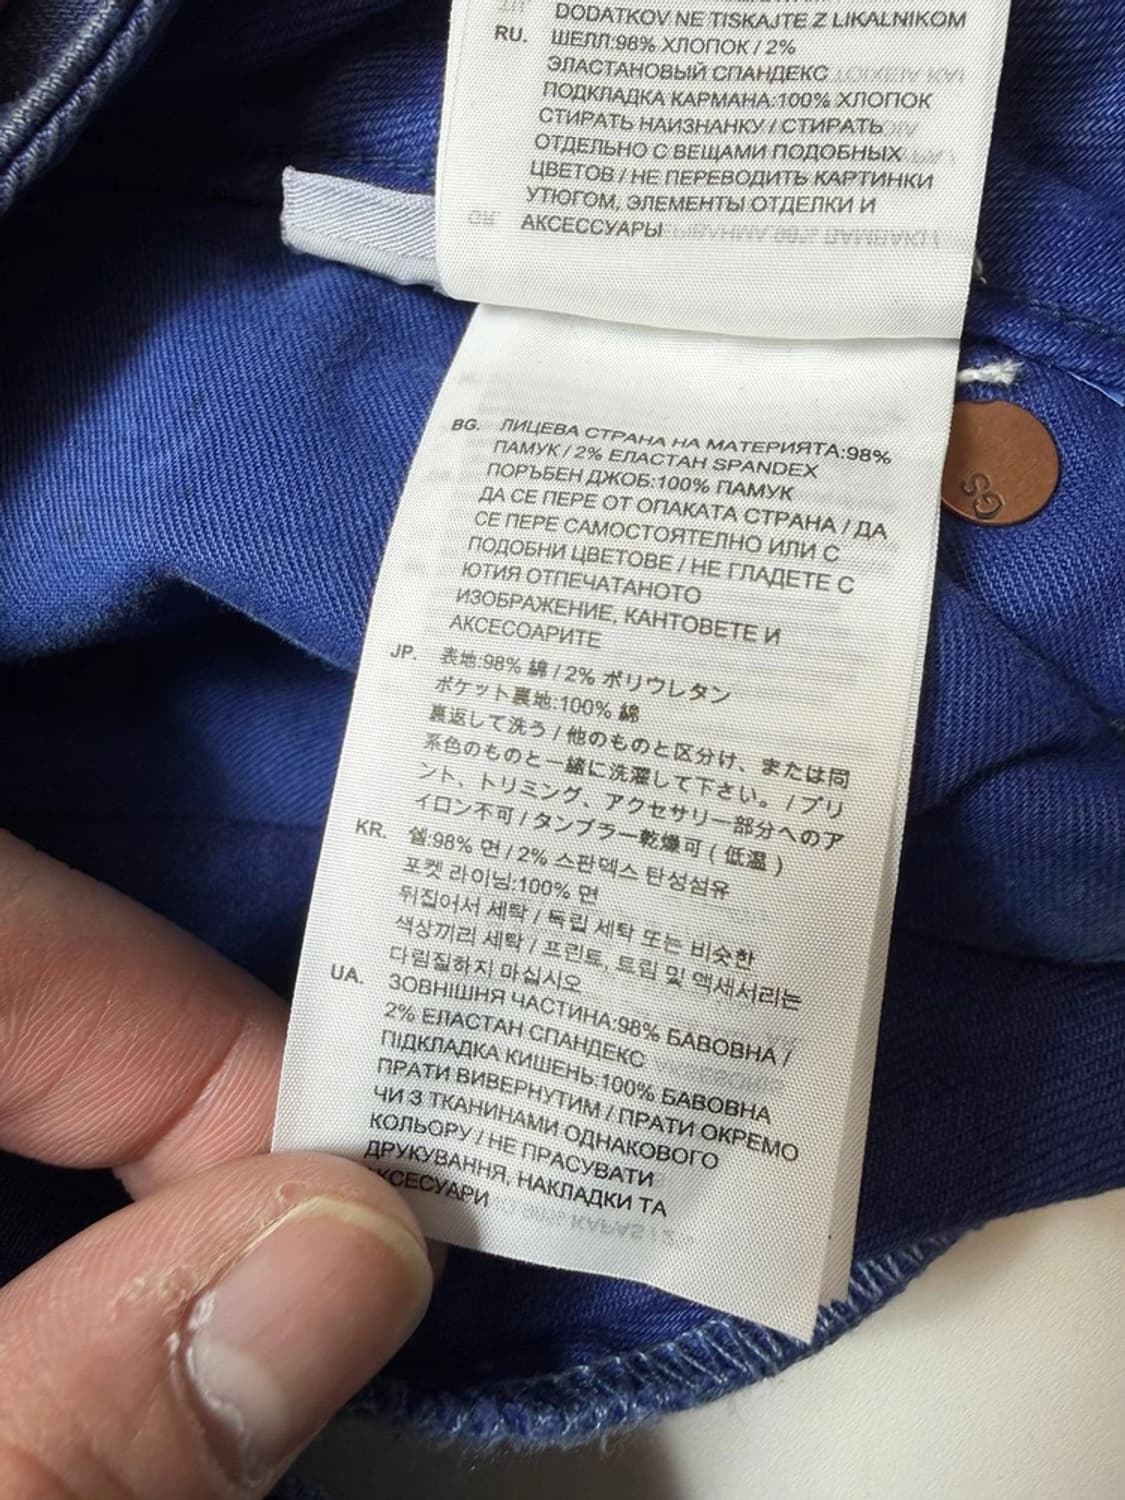 DODATKOV NE TISKAJTE Z LIKALNIKOM
RU. ШЕЛЛ:98% ХЛОПОК / 2%
ЭЛАСТАНОВЫЙ СПАНДЕКС
ПОДКЛАДКА КАРМАНА:100% ХЛОПОК
СТИРАТЬ НАИЗНАНКУ / СТИРАТЬ
ОТДЕЛЬНО С ВЕЩАМИ ПОДОБНЫХ
ЦВЕТОВ / НЕ ПЕРЕВОДИТЬ КАРТИНКИ
УТЮГОМ, ЭЛЕМЕНТЫ ОТДЕЛКИ И
АКСЕССУАРЫ
BG. ЛИЦЕВА СТРАНА НА МАТЕРИЯТА:98%
ПАМУК / 2% ЕЛАСТАН SPANDEX
ПОРЪБЕН ДЖОБ:100% ПАМУК
ДА СЕ ПЕРЕ ОТ ОПАКАТА СТРАНА / ДА
СЕ ПЕРЕ САМОСТОЯТЕЛНО ИЛИ С
ПОДОБНИ ЦВЕТОВЕ / НЕ ГЛАДЕТЕ С
ЮТИЯ ОТПЕЧАТАНОТО
ИЗОБРАЖЕНИЕ, КАНТОВЕТЕ И
АКСЕСОАРИТЕ
JP. 表地:98% 綿 / 2% ポリウレタン
ポケット裏地:100% 綿
裏返して洗う / 他のものと区分け、または同
系色のものと一緒に洗濯して下さい。 / プリ
ント、トリミング、アクセサリー部分へのア
イロン不可 / タンブラー乾燥可 ( 低温 )
KR. 쉘:98% 면 / 2% 스판덱스 탄성섬유
포켓 라이닝:100% 면
뒤집어서 세탁 / 독립 세탁 또는 비슷한
색상끼리 세탁 / 프린트, 트림 및 액세서리는
다림질하지 마십시오
UA. ЗОВНІШНЯ ЧАСТИНА:98% БАВОВНА /
2% ЕЛАСТАН СПАНДЕКС
ПІДКЛАДКА КИШЕНЬ:100% БАВОВНА
ПРАТИ ВИВЕРНУТИМ / ПРАТИ ОКРЕМО
ЧИ З ТКАНИНАМИ ОДНАКОВОГО
КОЛЬОРУ / НЕ ПРАСУВАТИ
ДРУКУВАННЯ, НАКЛАДКИ ТА
КСЕСУАРИ
GS